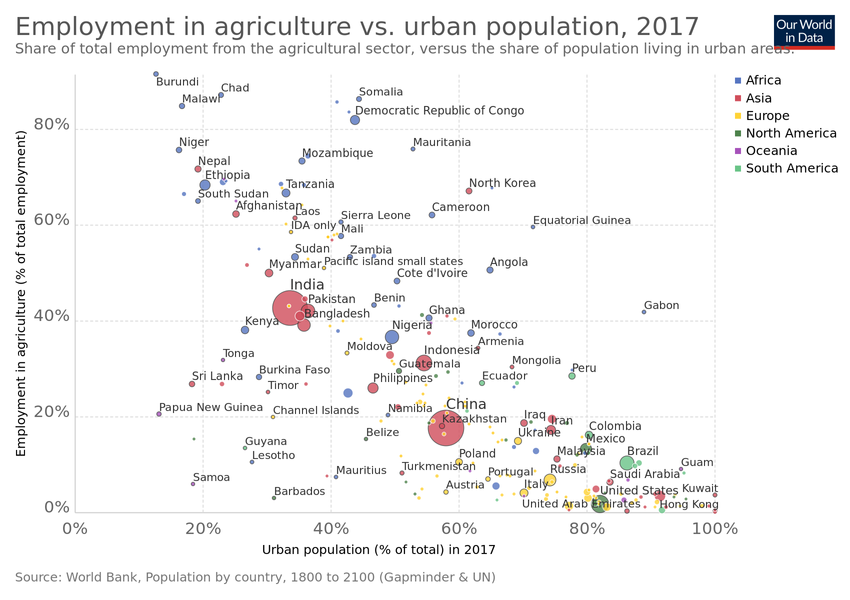 Employment in agriculture vs. urban population, 2017
Share of total employment from the agricultural sector, versus the share of population living in urban areas.
Our World
in Data
Africa
Asia
Europe
North America
Oceania
South America
Employment in agriculture (% of total employment)
80%
60%
40%
20%
0%
Burundi
Chad
Malawi
Somalia
Democratic Republic of Congo
Niger
Mauritania
Nepal
Mozambique
Ethiopia
Tanzania
North Korea
South Sudan
Afghanistan
Laos
Sierra Leone
Cameroon
IDA only
Mali
Equatorial Guinea
Sudan
Zambia
Myanmar
Pacific island small states
Angola
Cote d'Ivoire
India
Pakistan
Benin
Gabon
Bangladesh
Ghana
Kenya
Nigeria
Morocco
Moldova
Armenia
Tonga
Indonesia
Mongolia
Guatemala
Peru
Sri Lanka
Burkina Faso
Philippines
Ecuador
Timor
China
Papua New Guinea
Channel Islands
Namibia
Kazakhstan
Iraq
Iran
Colombia
Belize
Ukraine
Mexico
Guyana
Lesotho
Poland
Malaysia
Brazil
Samoa
Mauritius
Turkmenistan
Portugal
Russia
Saudi Arabia
Guam
Barbados
Austria
Italy
United States
Kuwait
United Arab Emirates
Hong Kong
0%
20%
40%
60%
80%
100%
Urban population (% of total) in 2017
Source: World Bank, Population by country, 1800 to 2100 (Gapminder & UN)